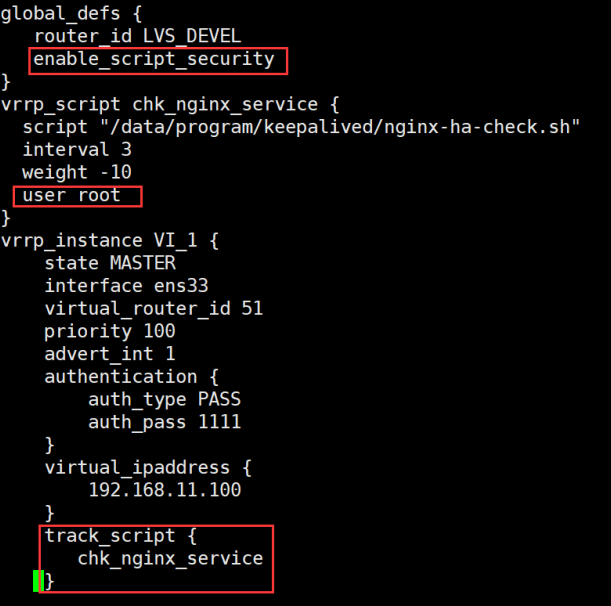 global_defs {
   router_id LVS_DEVEL
   enable_script_security
}
vrrp_script chk_nginx_service {
  script "/data/program/keepalived/nginx-ha-check.sh"
  interval 3
  weight -10
  user root
}
vrrp_instance VI_1 {
    state MASTER
    interface ens33
    virtual_router_id 51
    priority 100
    advert_int 1
    authentication {
        auth_type PASS
        auth_pass 1111
    }
    virtual_ipaddress {
        192.168.11.100
    }
    track_script {
       chk_nginx_service
    }